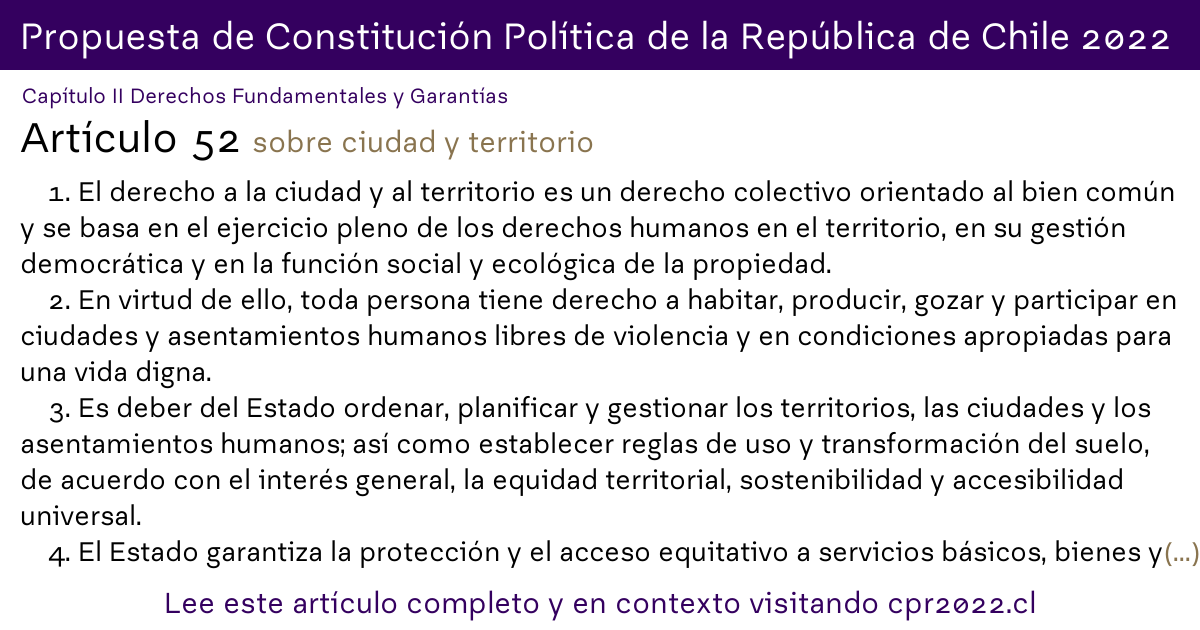 Propuesta de Constitución Política de la República de Chile 2022
Capítulo II Derechos Fundamentales y Garantías
Artículo 52 sobre ciudad y territorio
1. El derecho a la ciudad y al territorio es un derecho colectivo orientado al bien común
y se basa en el ejercicio pleno de los derechos humanos en el territorio, en su gestión
democrática y en la función social y ecológica de la propiedad.
2. En virtud de ello, toda persona tiene derecho a habitar, producir, gozar y participar en
ciudades y asentamientos humanos libres de violencia y en condiciones apropiadas para
una vida digna.
3. Es deber del Estado ordenar, planificar y gestionar los territorios, las ciudades y los
asentamientos humanos; así como establecer reglas de uso y transformación del suelo,
de acuerdo con el interés general, la equidad territorial, sostenibilidad y accesibilidad
universal.
4. El Estado garantiza la protección y el acceso equitativo a servicios básicos, bienes y(...)
Lee este artículo completo y en contexto visitando cpr2022.cl